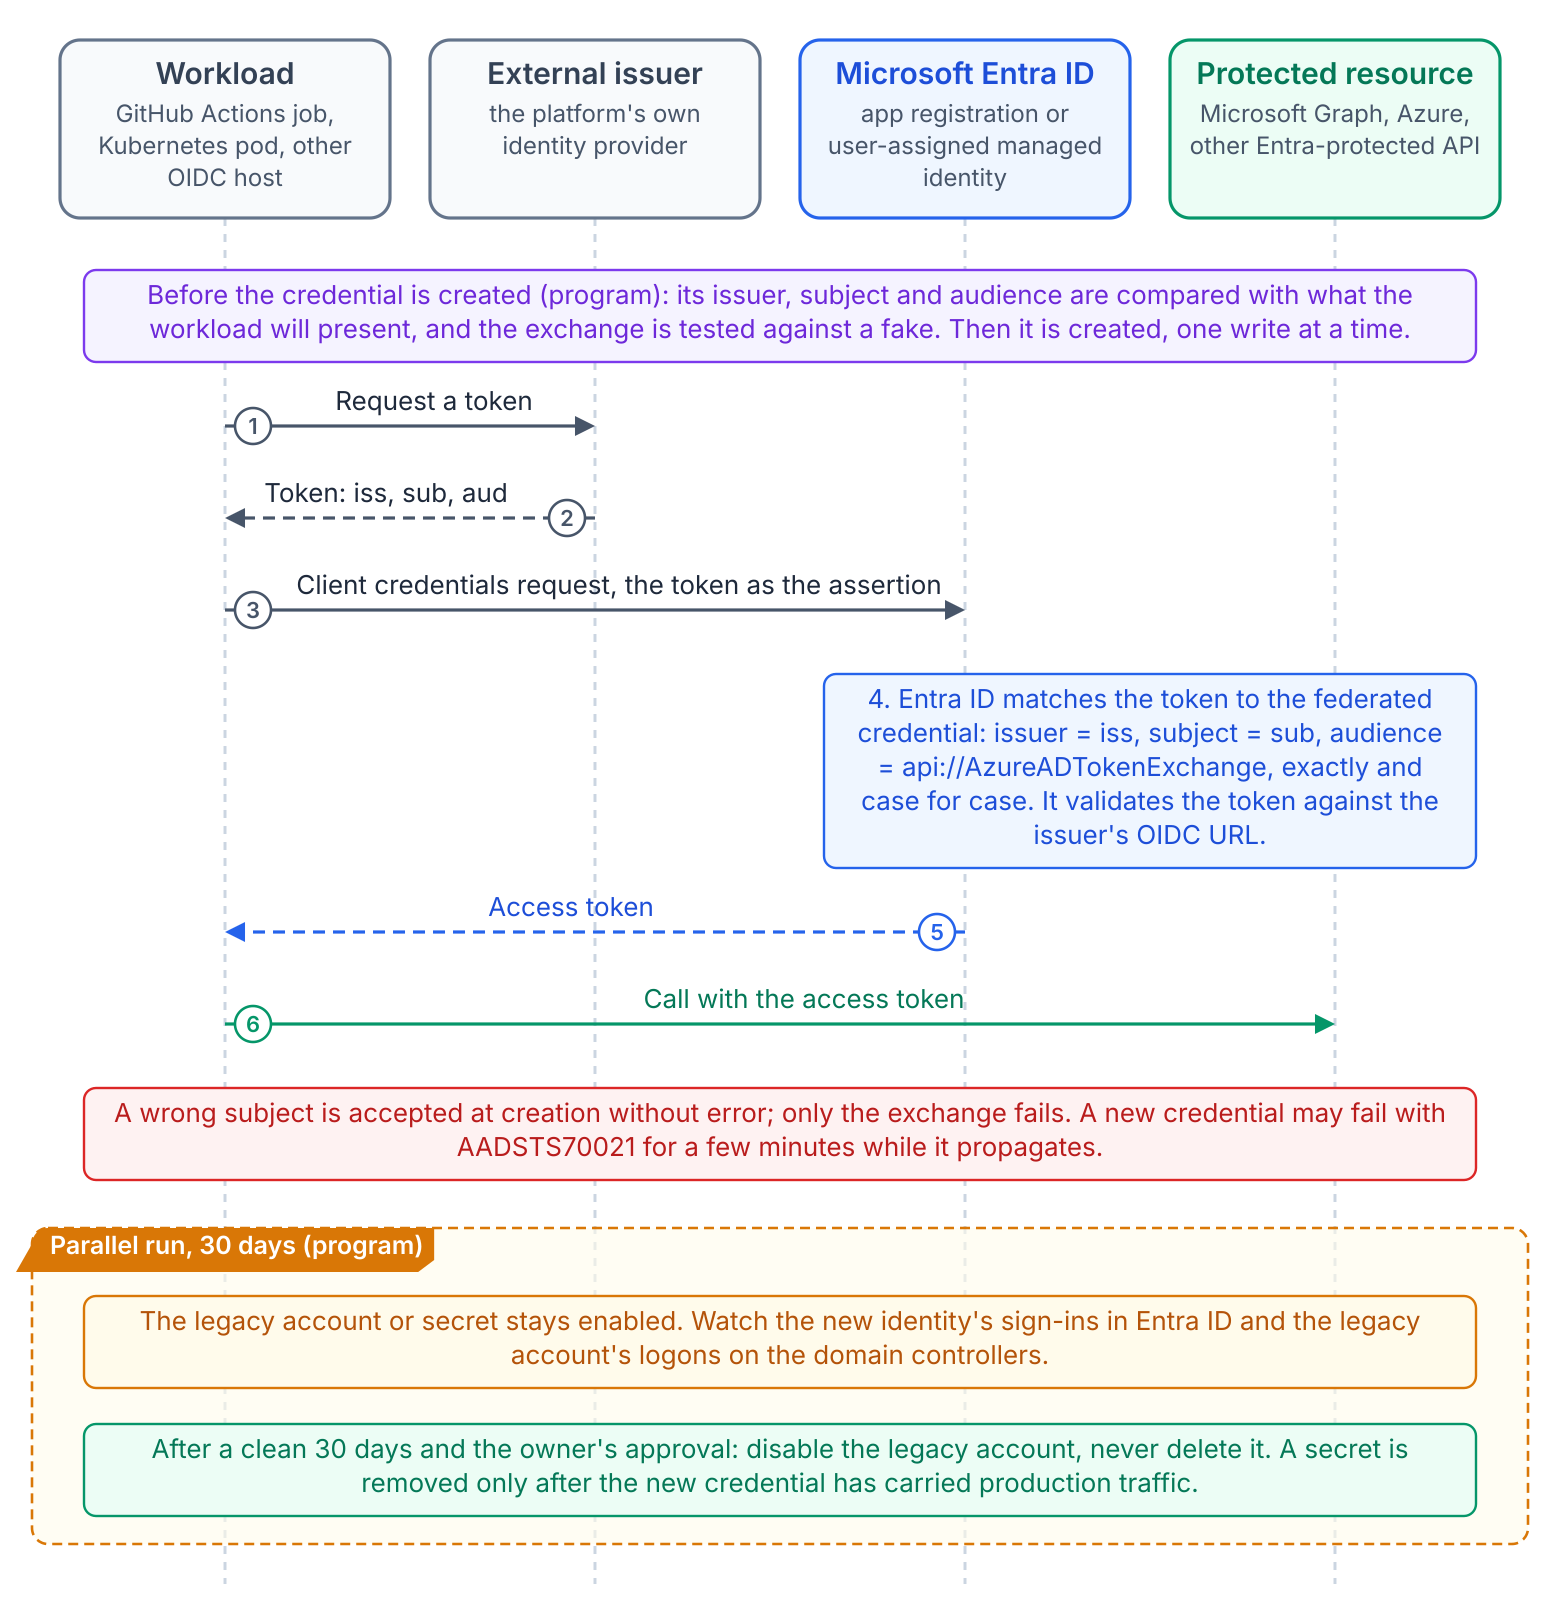 Workload
GitHub Actions job,
Kubernetes pod, other
OIDC host
External issuer
the platform's own
identity provider
Microsoft Entra ID
app registration or
user-assigned managed
identity
Protected resource
Microsoft Graph, Azure,
other Entra-protected API
Before the credential is created (program): its issuer, subject and audience are compared with what the
workload will present, and the exchange is tested against a fake. Then it is created, one write at a time.
Request a token
1
Token: iss, sub, aud
2
Client credentials request, the token as the assertion
3
4. Entra ID matches the token to the federated
credential: issuer = iss, subject = sub, audience
= api://AzureADTokenExchange, exactly and
case for case. It validates the token against the
issuer's OIDC URL.
Access token
5
Call with the access token
6
A wrong subject is accepted at creation without error; only the exchange fails. A new credential may fail with
AADSTS70021 for a few minutes while it propagates.
Parallel run, 30 days (program)
The legacy account or secret stays enabled. Watch the new identity's sign-ins in Entra ID and the legacy
account's logons on the domain controllers.
After a clean 30 days and the owner's approval: disable the legacy account, never delete it. A secret is
removed only after the new credential has carried production traffic.